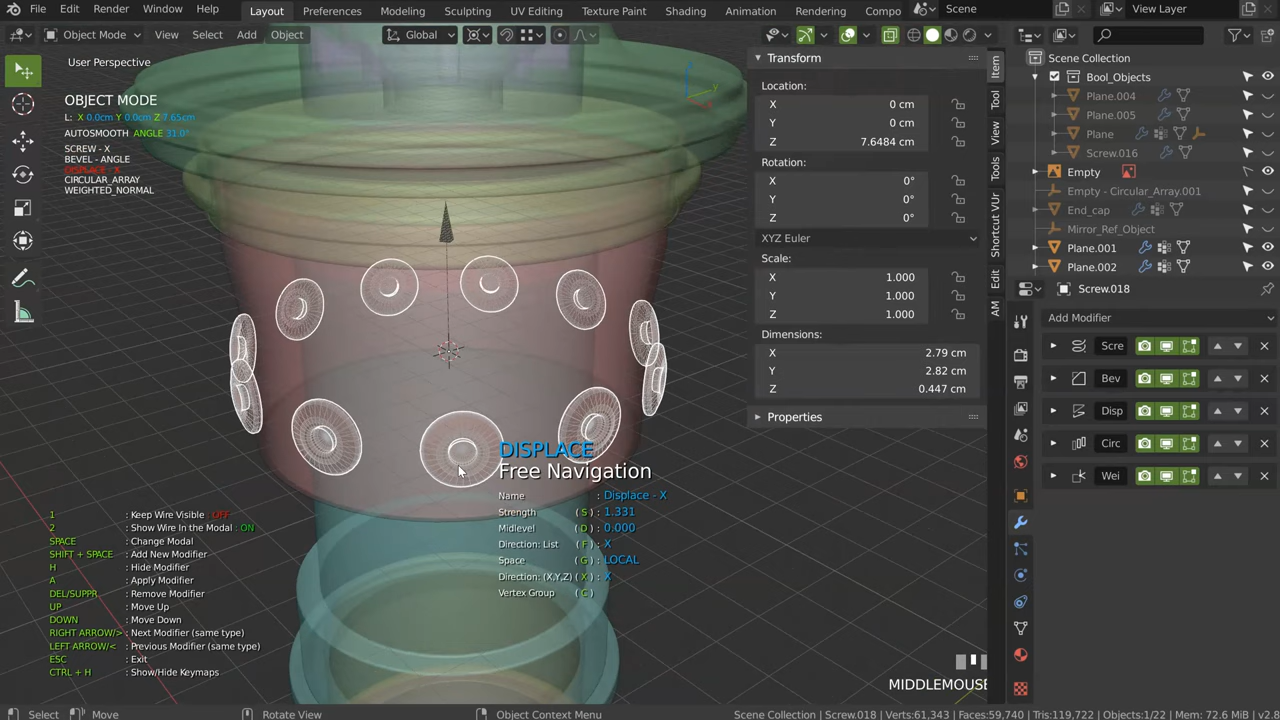 File Edit Render Window Help Layout Preferences Modeling Sculpting UV Editing Texture Paint Shading Animation Rendering Compo Scene View Layer
Object Mode View Select Add Object Global
User Perspective
OBJECT MODE
L: X 0.0cm Y 0.0cm Z 7.65cm
AUTOSMOOTH ANGLE 31.0°
SCREW - X
BEVEL - ANGLE
DISPLACE - X
CIRCULAR_ARRAY
WEIGHTED_NORMAL
z
y
DISPLACE
Free Navigation
Name : Displace - X
Strength ( S ) : 1.331
Midlevel ( D ) : 0.000
Direction: List ( F ) : X
Space ( G ) : LOCAL
Direction: (X,Y,Z) ( X ) : X
Vertex Group ( C )
1 : Keep Wire Visible : OFF
2 : Show Wire In the Modal : ON
SPACE : Change Modal
SHIFT + SPACE : Add New Modifier
H : Hide Modifier
A : Apply Modifier
DEL/SUPPR : Remove Modifier
UP : Move Up
DOWN : Move Down
RIGHT ARROW/> : Next Modifier (same type)
LEFT ARROW/< : Previous Modifier (same type)
ESC : Exit
CTRL + H : Show/Hide Keymaps
MIDDLEMOUSE
Transform
Location:
X 0 cm
Y 0 cm
Z 7.6484 cm
Rotation:
X 0°
Y 0°
Z 0°
XYZ Euler
Scale:
X 1.000
Y 1.000
Z 1.000
Dimensions:
X 2.79 cm
Y 2.82 cm
Z 0.447 cm
Properties
Item
Tool
View
Tools
Shortcut VUr
Edit
AM
Scene Collection
Bool_Objects
Plane.004
Plane.005
Plane
Screw.016
Empty
Empty - Circular_Array.001
End_cap
Mirror_Ref_Object
Plane.001
Plane.002
Screw.018
Add Modifier
Scre
Bev
Disp
Circ
Wei
Select Move Rotate View Object Context Menu Scene Collection | Screw.018 | Verts:61,343 | Faces:59,740 | Tris:119,722 | Objects:1/22 | Mem: 72.6 MiB | v2.8